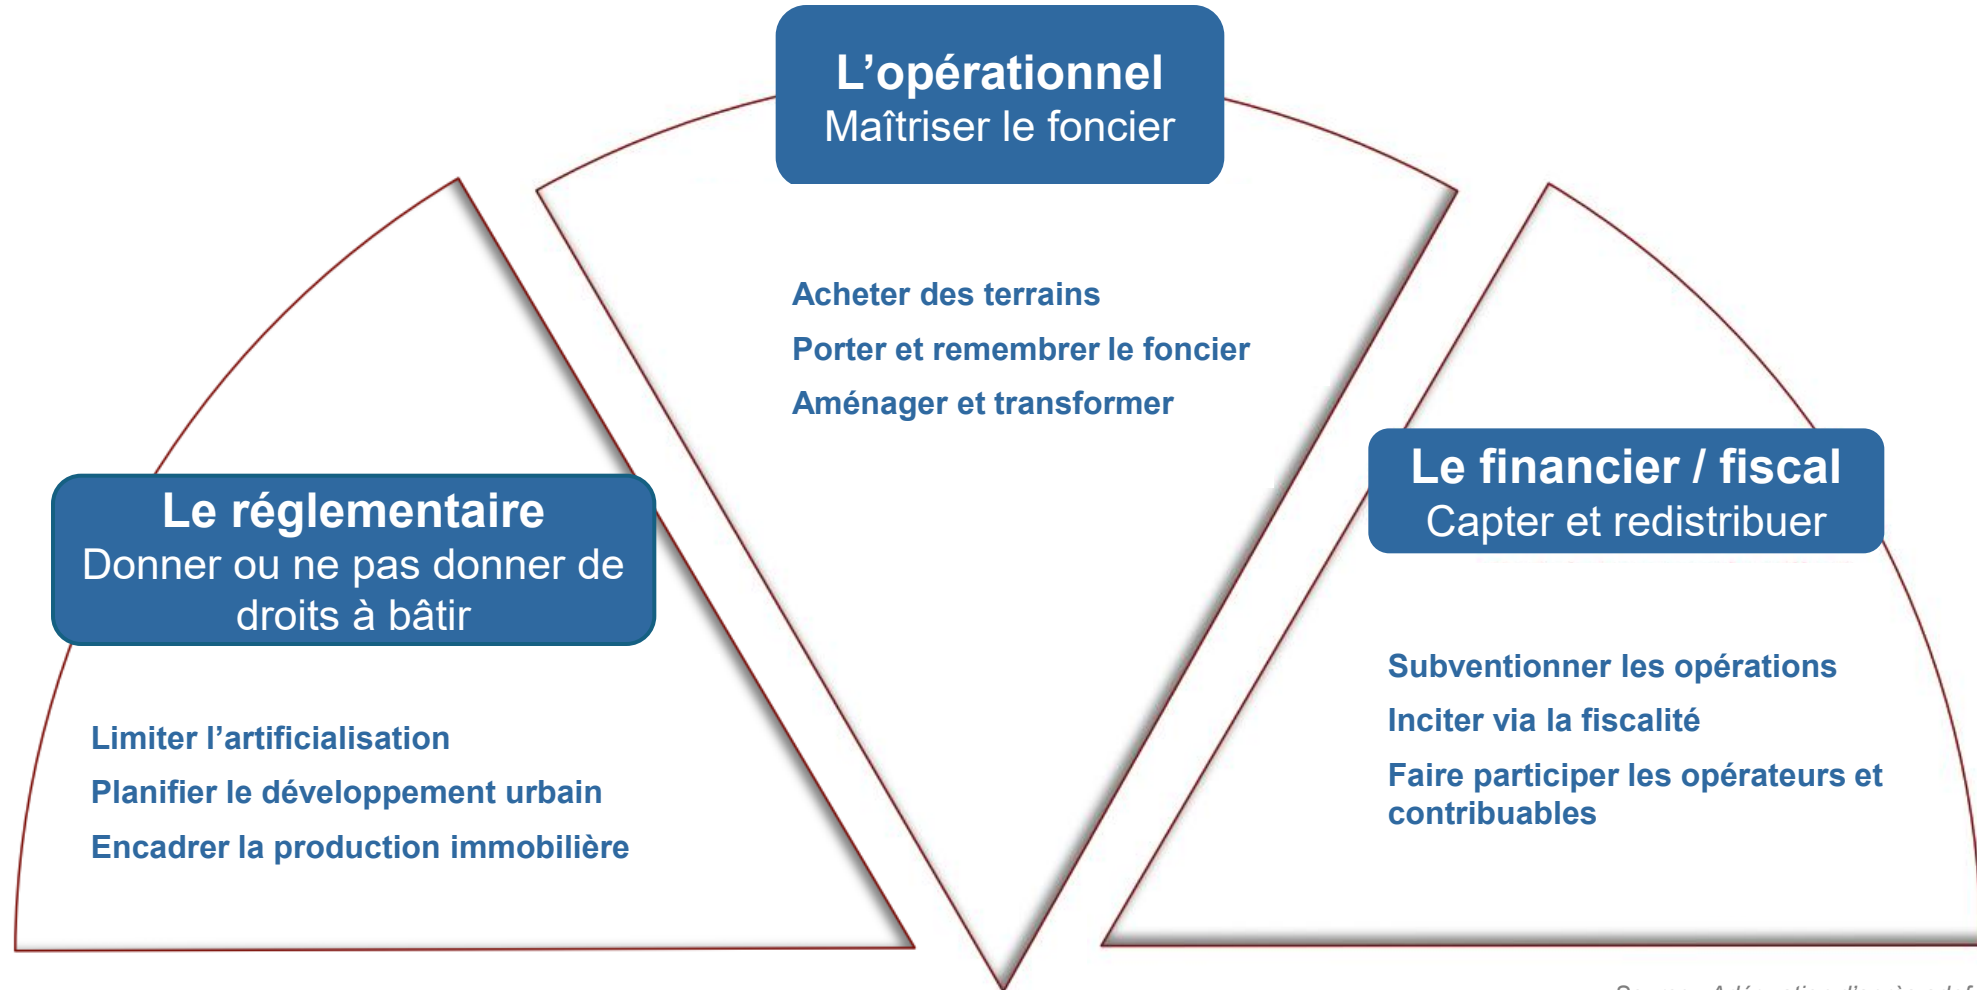 L’opérationnel
Maîtriser le foncier
Acheter des terrains
Porter et remembrer le foncier
Aménager et transformer
Le réglementaire
Donner ou ne pas donner de
droits à bâtir
Limiter l’artificialisation
Planifier le développement urbain
Encadrer la production immobilière
Le financier / fiscal
Capter et redistribuer
Subventionner les opérations
Inciter via la fiscalité
Faire participer les opérateurs et
contribuables